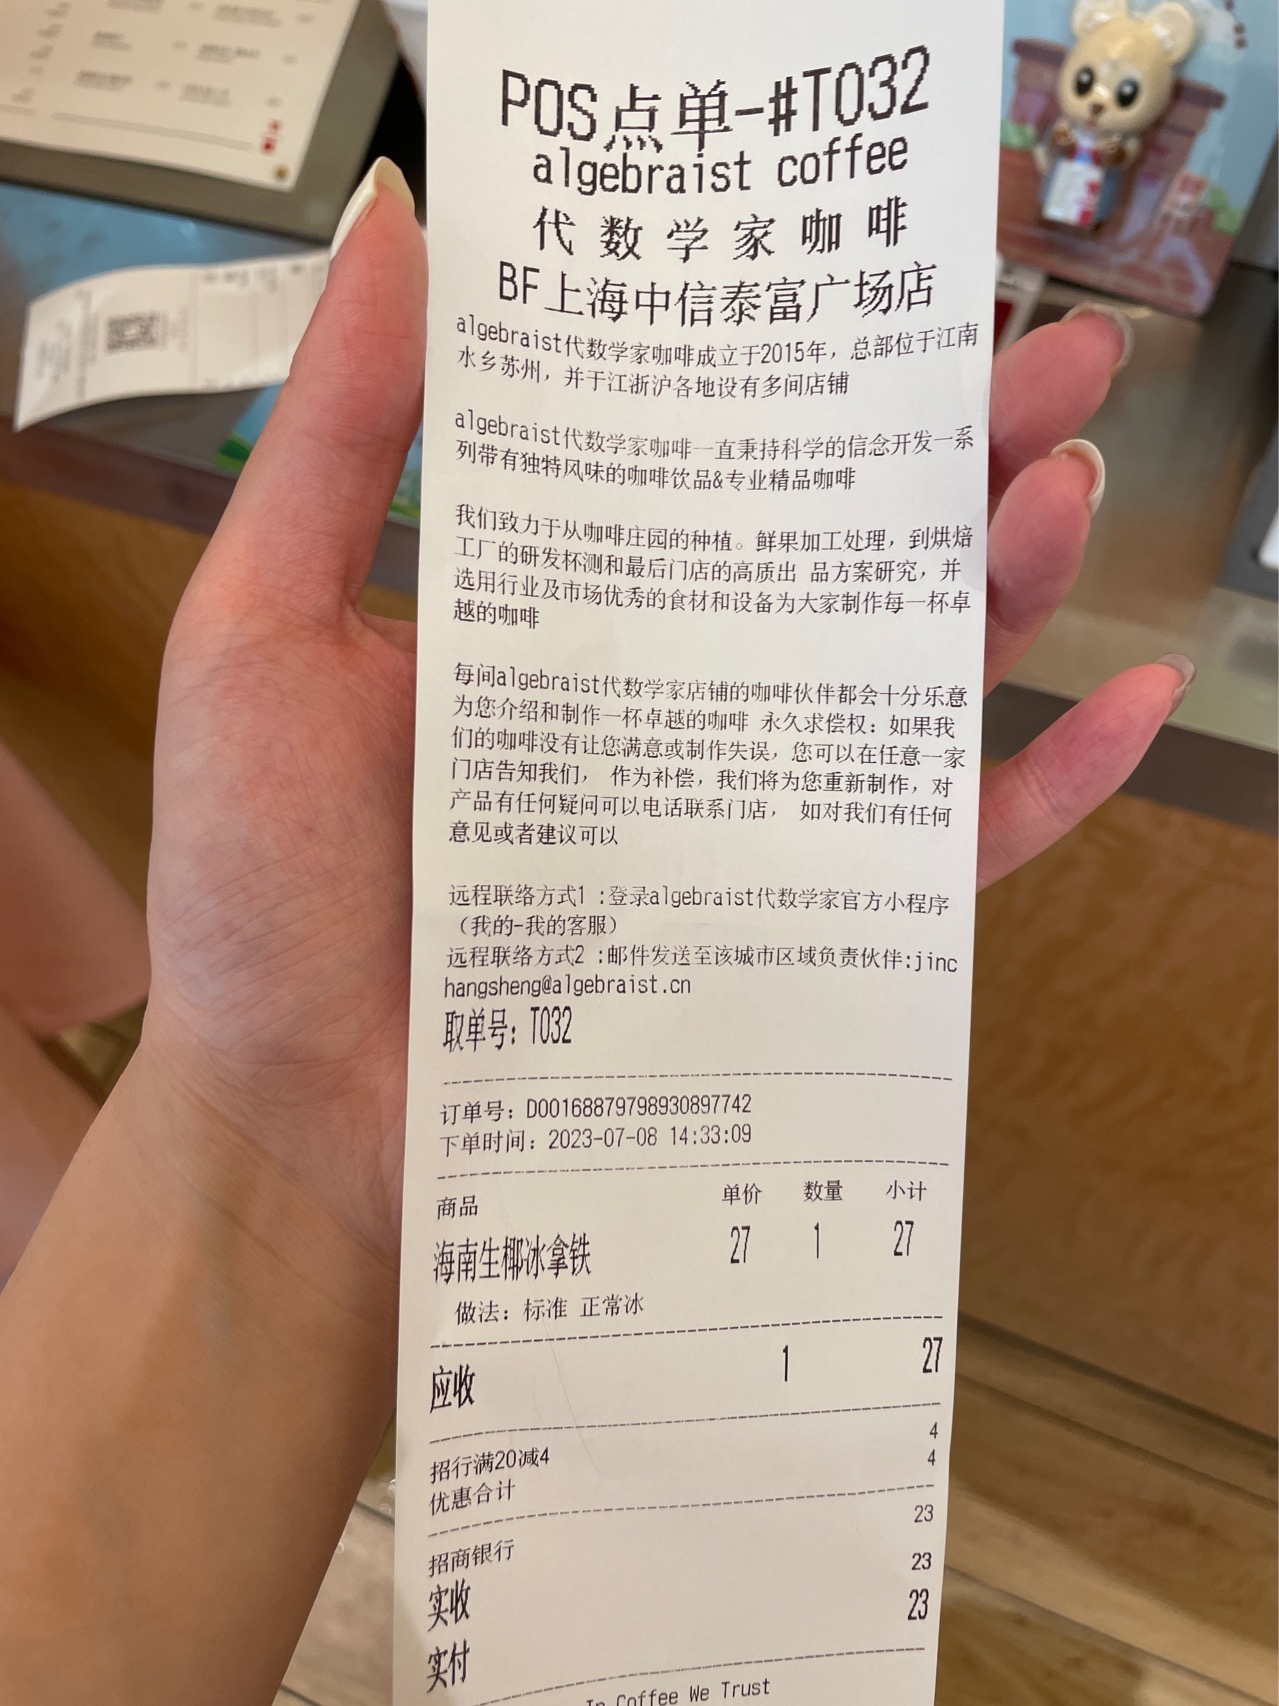 POS点单-#T032
algebraist coffee
代数学家咖啡
BF上海中信泰富广场店
algebraist代数学家咖啡成立于2015年，总部位于江南
水乡苏州，并于江浙沪各地设有多间店铺
algebraist代数学家咖啡一直秉持科学的信念开发一系
列带有独特风味的咖啡饮品&专业精品咖啡
我们致力于从咖啡庄园的种植。鲜果加工处理，到烘焙
工厂的研发杯测和最后门店的高质出 品方案研究，并
选用行业及市场优秀的食材和设备为大家制作每一杯卓
越的咖啡
每间algebraist代数学家店铺的咖啡伙伴都会十分乐意
为您介绍和制作一杯卓越的咖啡 永久求偿权：如果我
们的咖啡没有让您满意或制作失误，您可以在任意一家
门店告知我们， 作为补偿，我们将为您重新制作，对
产品有任何疑问可以电话联系门店， 如对我们有任何
意见或者建议可以
远程联络方式1 :登录algebraist代数学家官方小程序
（我的-我的客服）
远程联络方式2 :邮件发送至该城市区域负责伙伴:jinc
hangsheng@algebraist.cn
取单号：T032
订单号：D00168879798930897742
下单时间：2023-07-08 14:33:09
商品 单价 数量 小计
海南生椰冰拿铁 27 1 27
做法：标准 正常冰
应收 1 27
招行满20减4 4
优惠合计 4
招商银行 23
实收 23
实付 23
In Coffee We Trust